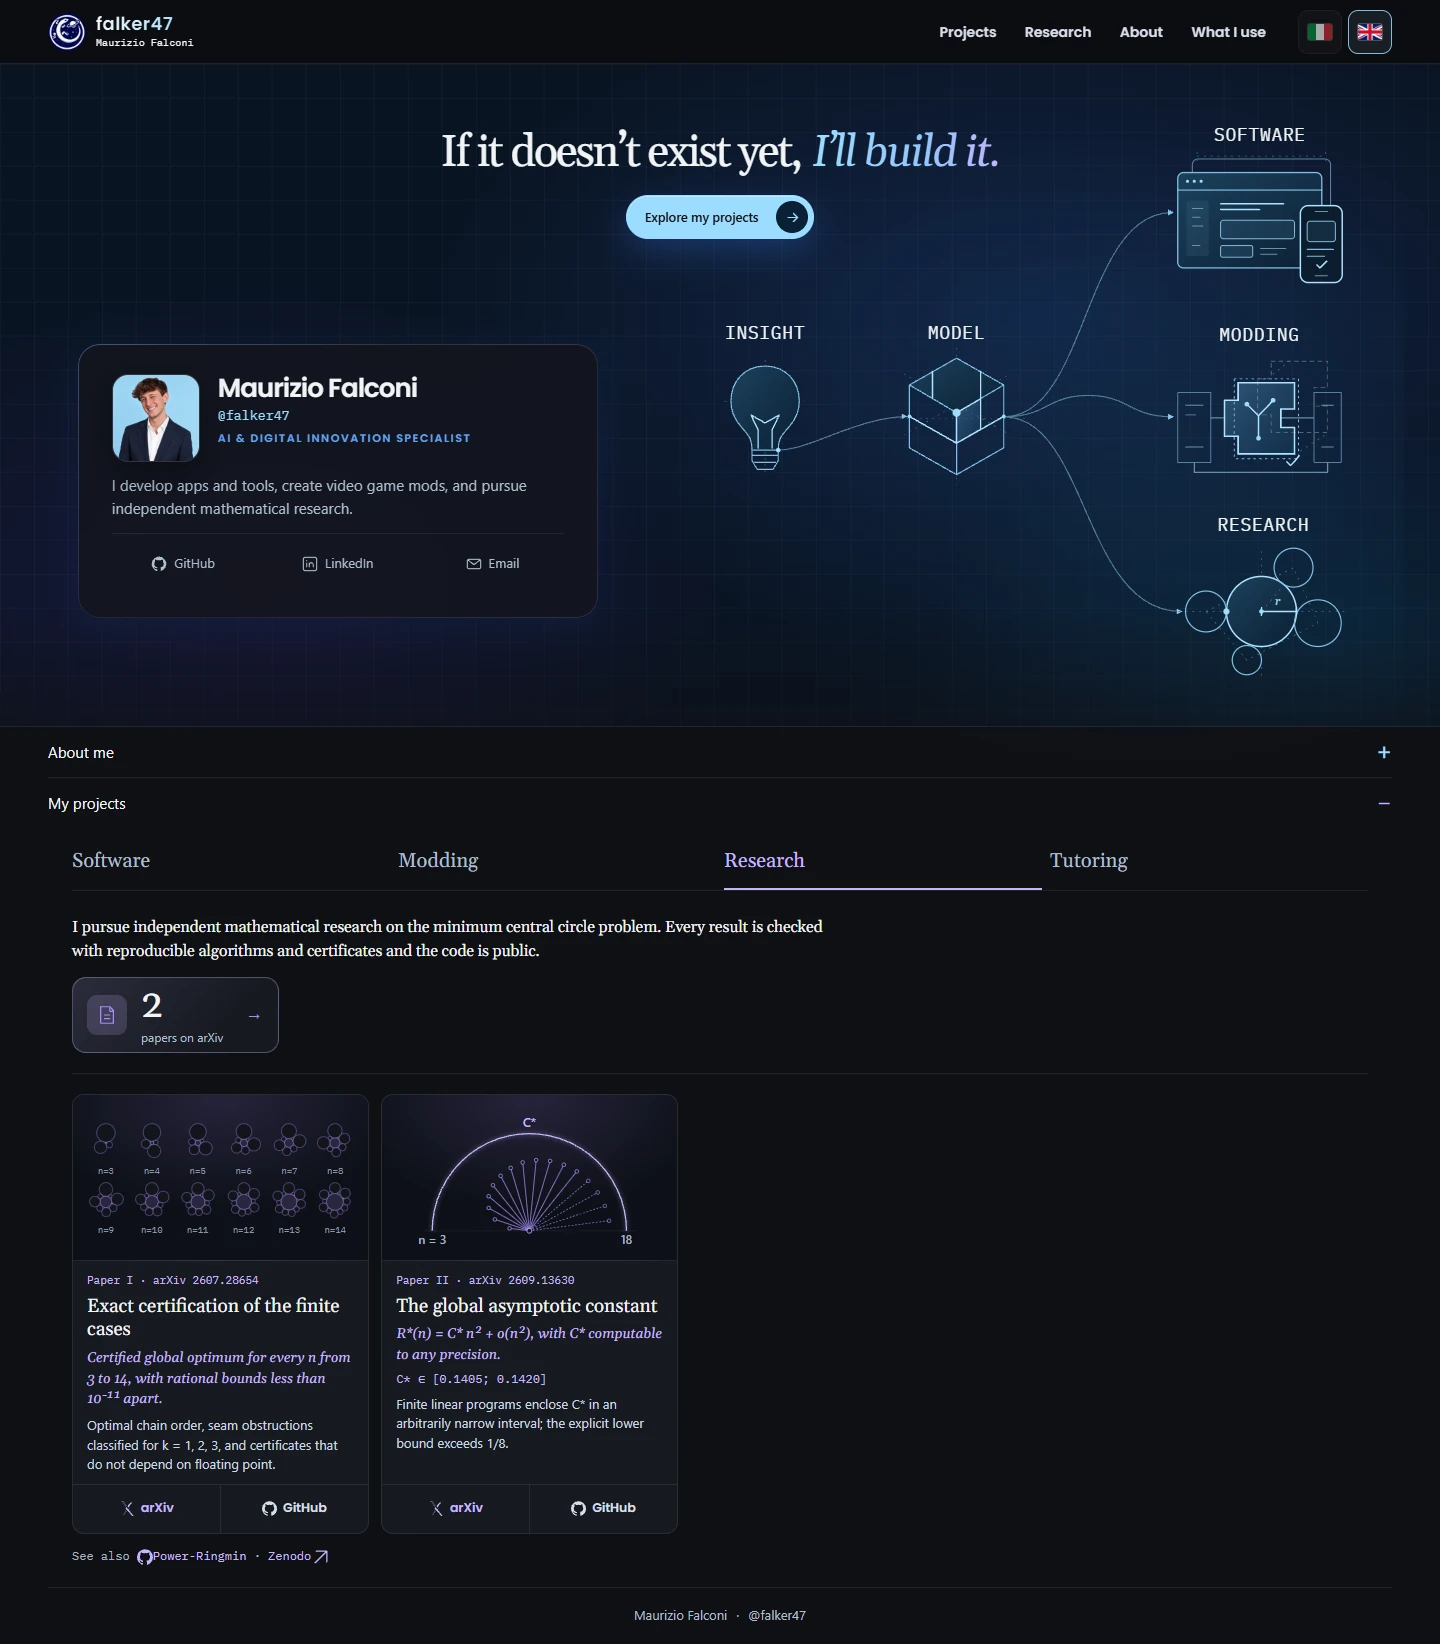 falker47
Maurizio Falconi
Projects
Research
About
What I use
If it doesn’t exist yet, I’ll build it.
Explore my projects →
SOFTWARE
INSIGHT
MODEL
MODDING
RESEARCH
r
Maurizio Falconi
@falker47
AI & DIGITAL INNOVATION SPECIALIST
I develop apps and tools, create video game mods, and pursue
independent mathematical research.
GitHub
LinkedIn
Email
About me +
My projects −
Software
Modding
Research
Tutoring
I pursue independent mathematical research on the minimum central circle problem. Every result is checked
with reproducible algorithms and certificates and the code is public.
2
papers on arXiv
→
n=3 n=4 n=5 n=6 n=7 n=8
n=9 n=10 n=11 n=12 n=13 n=14
Paper I · arXiv 2607.28654
Exact certification of the finite
cases
Certified global optimum for every n from
3 to 14, with rational bounds less than
10⁻¹¹ apart.
Optimal chain order, seam obstructions
classified for k = 1, 2, 3, and certificates that
do not depend on floating point.
arXiv
GitHub
C*
n = 3
18
Paper II · arXiv 2609.13630
The global asymptotic constant
R*(n) = C* n² + o(n²), with C* computable
to any precision.
C* ∈ [0.1405; 0.1420]
Finite linear programs enclose C* in an
arbitrarily narrow interval; the explicit lower
bound exceeds 1/8.
arXiv
GitHub
See also Power-Ringmin · Zenodo
Maurizio Falconi · @falker47